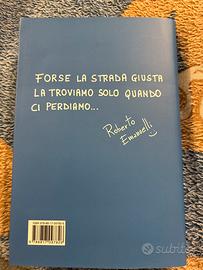 FORSE LA STRADA GIUSTA
LA TROVIAMO SOLO QUANDO
CI PERDIAMO...
Roberto
Emanuelli
subito